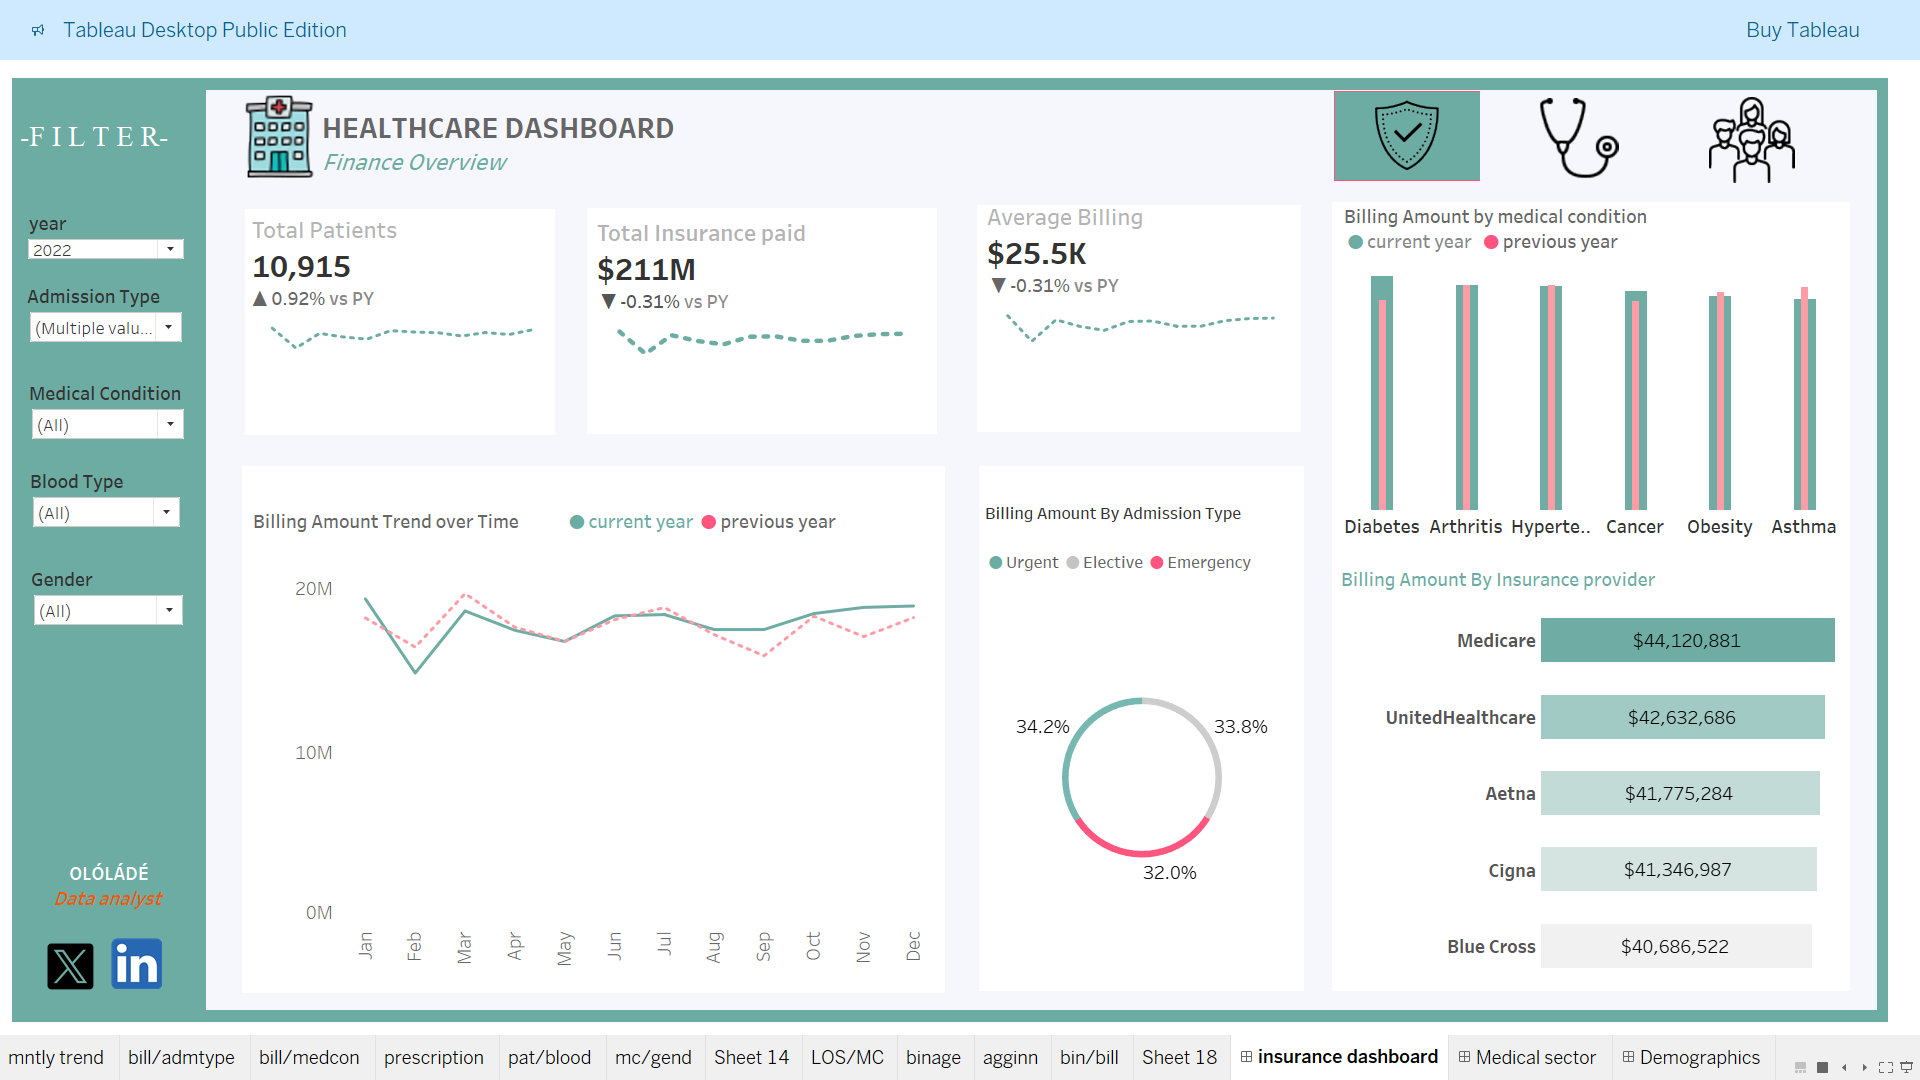 Tableau Desktop Public Edition
Buy Tableau
-FILTER-
year
2022
Admission Type
(Multiple valu...
Medical Condition
(All)
Blood Type
(All)
Gender
(All)
OLÓLÁDÉ
Data analyst
X
in
HEALTHCARE DASHBOARD
Finance Overview
Total Patients
10,915
▲ 0.92% vs PY
Total Insurance paid
$211M
▼ -0.31% vs PY
Average Billing
$25.5K
▼ -0.31% vs PY
Billing Amount by medical condition
current year previous year
Diabetes Arthritis Hyperte.. Cancer Obesity Asthma
Billing Amount Trend over Time current year previous year
20M
10M
0M
Jan Feb Mar Apr May Jun Jul Aug Sep Oct Nov Dec
Billing Amount By Admission Type
Urgent Elective Emergency
34.2% 33.8%
32.0%
Billing Amount By Insurance provider
Medicare $44,120,881
UnitedHealthcare $42,632,686
Aetna $41,775,284
Cigna $41,346,987
Blue Cross $40,686,522
mntly trend bill/admtype bill/medcon prescription pat/blood mc/gend Sheet 14 LOS/MC binage agginn bin/bill Sheet 18 insurance dashboard Medical sector Demographics